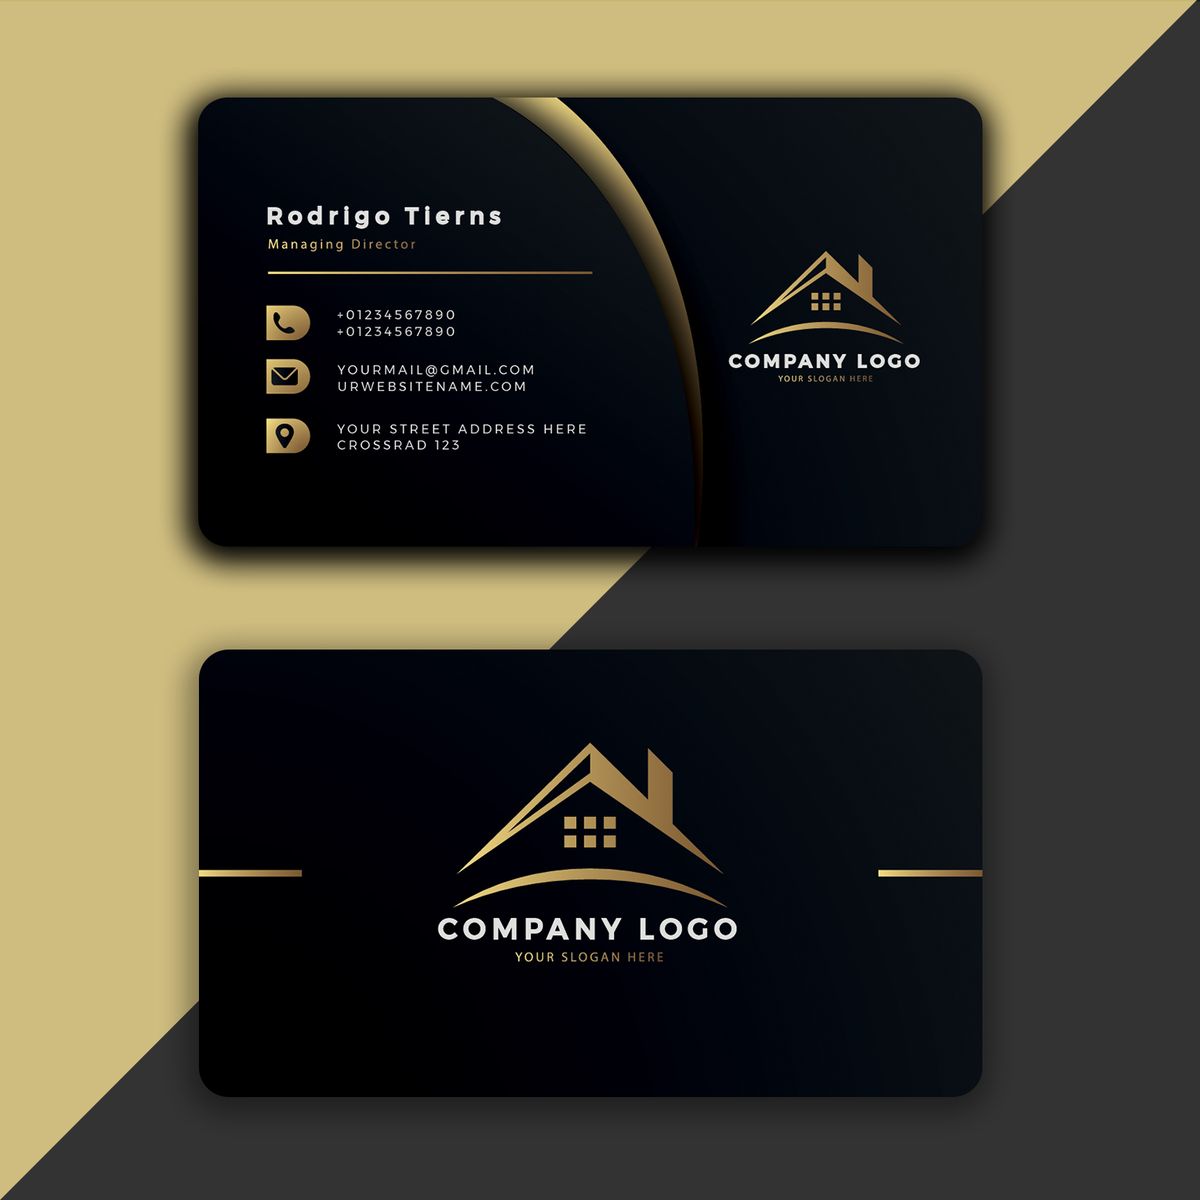 Rodrigo Tierns
Managing Director
+01234567890
+01234567890
YOURMAIL@GMAIL.COM
URWEBSITENAME.COM
YOUR STREET ADDRESS HERE
CROSSRAD 123
COMPANY LOGO
YOUR SLOGAN HERE
COMPANY LOGO
YOUR SLOGAN HERE